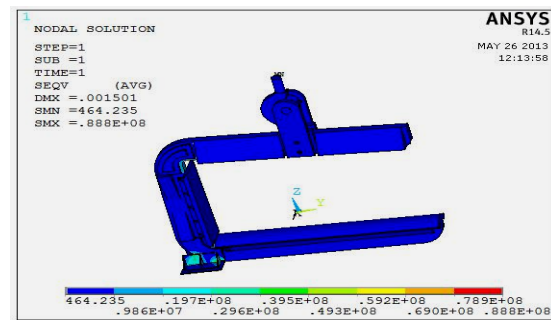 1
NODAL SOLUTION
STEP=1
SUB =1
TIME=1
SEQV (AVG)
DMX =.001501
SMN =464.235
SMX =.888E+08
ANSYS
R14.5
MAY 26 2013
12:13:58
Z
Y
464.235 .197E+08 .395E+08 .592E+08 .789E+08
.986E+07 .296E+08 .493E+08 .690E+08 .888E+08